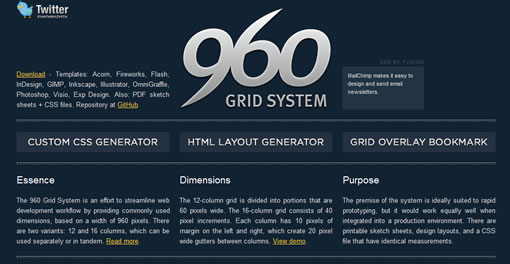 Twitter
960
GRID SYSTEM
ADS BY FUSION
MailChimp makes it easy to
design and send email
newsletters.
Download - Templates: Acorn, Fireworks, Flash,
InDesign, GIMP, Inkscape, Illustrator, OmniGraffle,
Photoshop, Visio, Exp Design. Also: PDF sketch
sheets + CSS files. Repository at GitHub.
CUSTOM CSS GENERATOR
HTML LAYOUT GENERATOR
GRID OVERLAY BOOKMARK
Essence
The 960 Grid System is an effort to streamline web
development workflow by providing commonly used
dimensions, based on a width of 960 pixels. There
are two variants: 12 and 16 columns, which can be
used separately or in tandem. Read more.
Dimensions
The 12-column grid is divided into portions that are
60 pixels wide. The 16-column grid consists of 40
pixel increments. Each column has 10 pixels of
margin on the left and right, which create 20 pixel
wide gutters between columns. View demo.
Purpose
The premise of the system is ideally suited to rapid
prototyping, but it would work equally well when
integrated into a production environment. There are
printable sketch sheets, design layouts, and a CSS
file that have identical measurements.